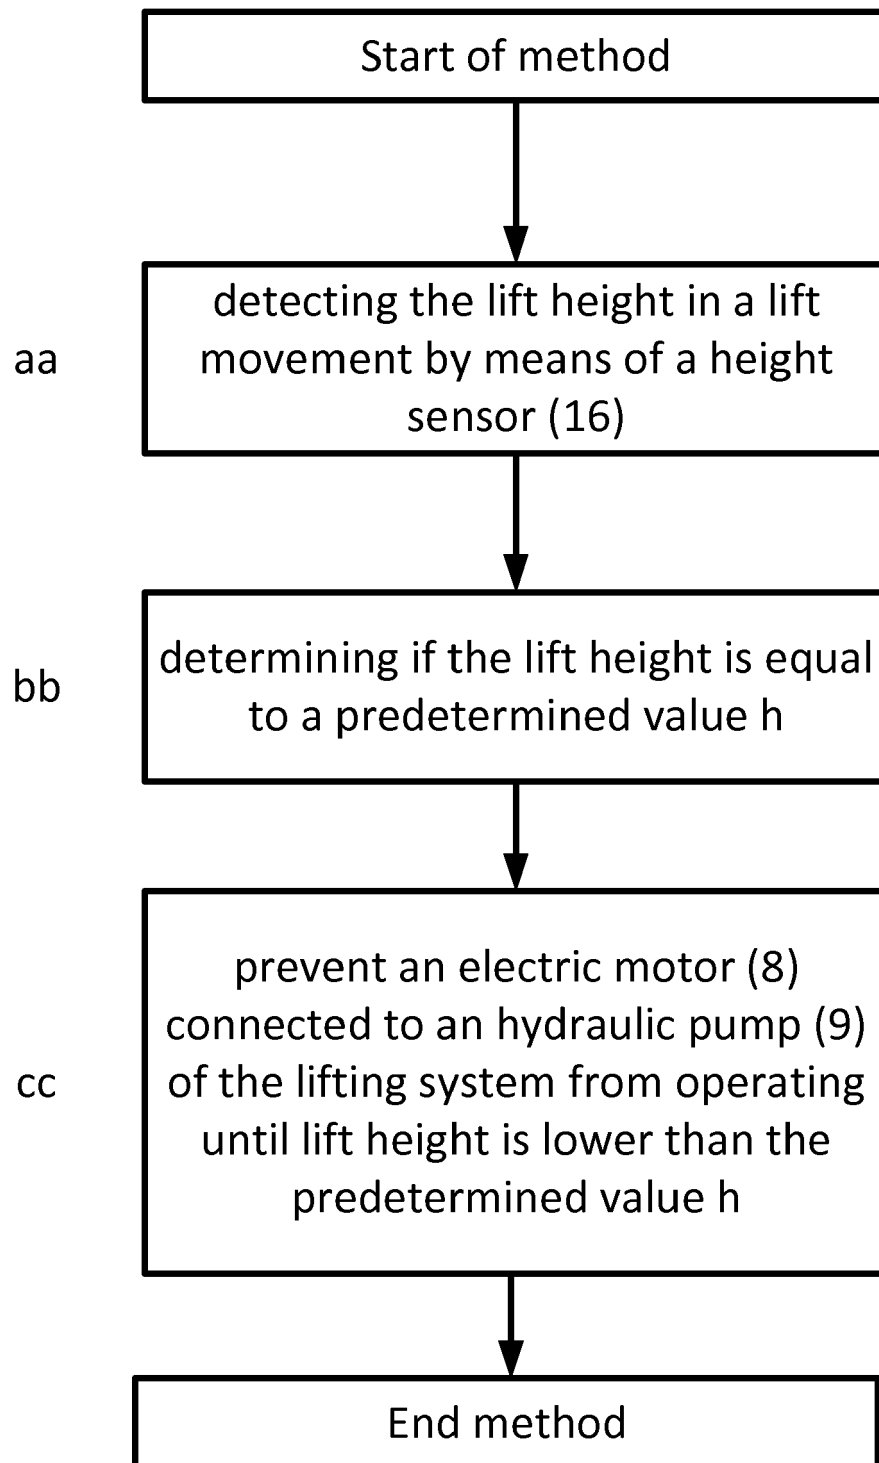 Start of method
aa
detecting the lift height in a lift
movement by means of a height
sensor (16)
bb
determining if the lift height is equal
to a predetermined value h
cc
prevent an electric motor (8)
connected to an hydraulic pump (9)
of the lifting system from operating
until lift height is lower than the
predetermined value h
End method